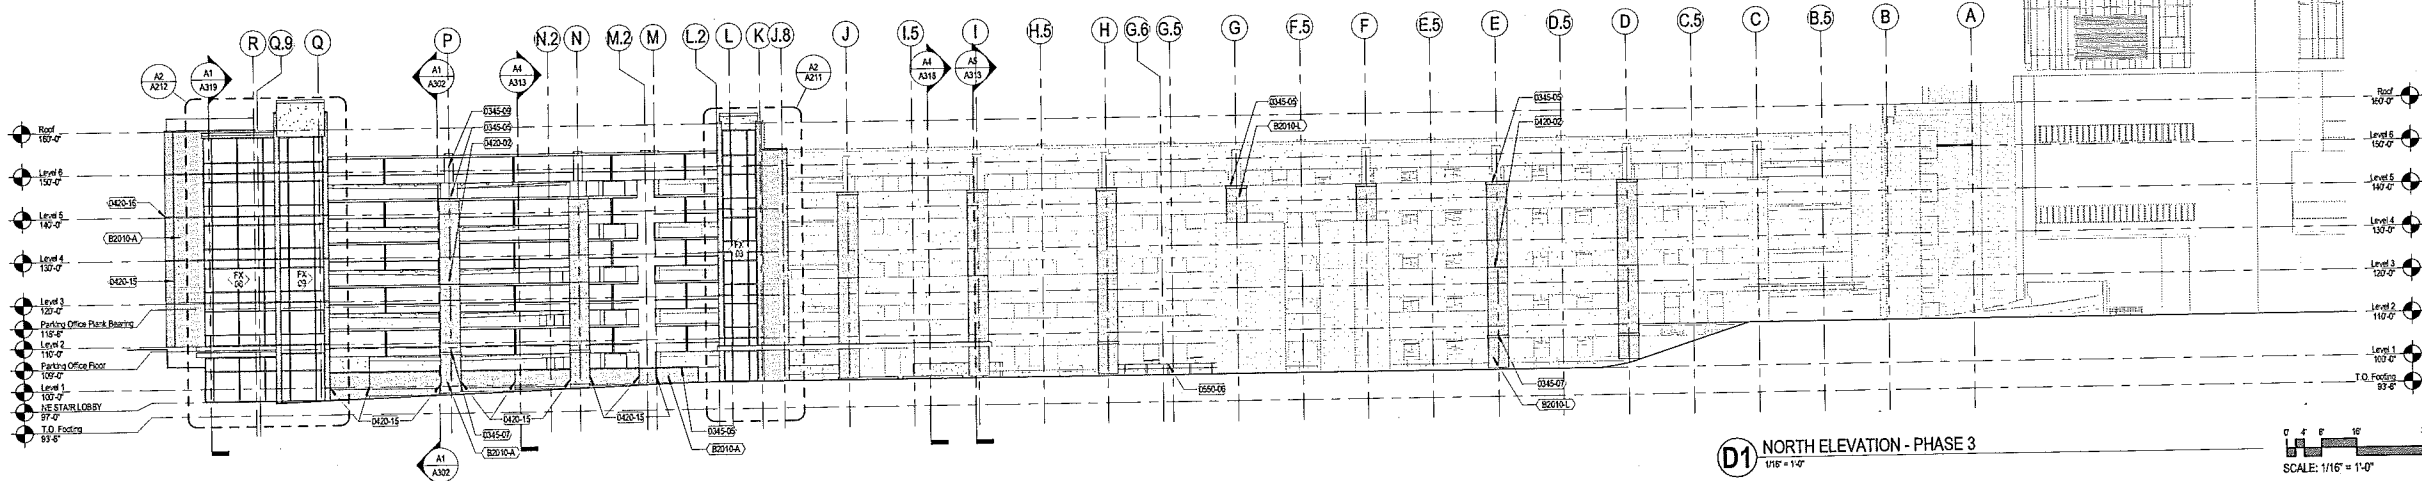 R
Q.9
Q
P
N.2
N
M.2
M
L.2
L
K
J.8
J
I.5
I
H.5
H
G.6
G.5
G
F.5
F
E.5
E
D.5
D
C.5
C
B.5
B
A
A2
A212
A1
A319
A1
A302
A4
A313
A2
A211
A4
A318
A5
A313
0345-09
0345-05
0420-02
0345-05
B2010-L
0345-05
0420-02
Roof
160'-0"
Level 6
150'-0"
0420-15
Level 5
140'-0"
B2010-A
Level 4
130'-0"
0420-15
Level 3
120'-0"
Parking Office Plank Bearing
118'-8"
Level 2
110'-0"
Parking Office Floor
109'-0"
Level 1
100'-0"
NE STAIR LOBBY
97'-0"
T.O. Footing
93'-6"
FX
08
FX
09
FX
03
Roof
160'-0"
Level 6
150'-0"
Level 5
140'-0"
Level 4
130'-0"
Level 3
120'-0"
Level 2
110'-0"
Level 1
100'-0"
T.O. Footing
93'-6"
0420-15
0420-15
0345-07
B2010-A
0420-15
0345-05
B2010-A
0550-06
0345-07
B2010-L
A1
A302
D1
NORTH ELEVATION - PHASE 3
1/16" = 1'-0"
0' 4' 8' 16'
SCALE: 1/16" = 1'-0"